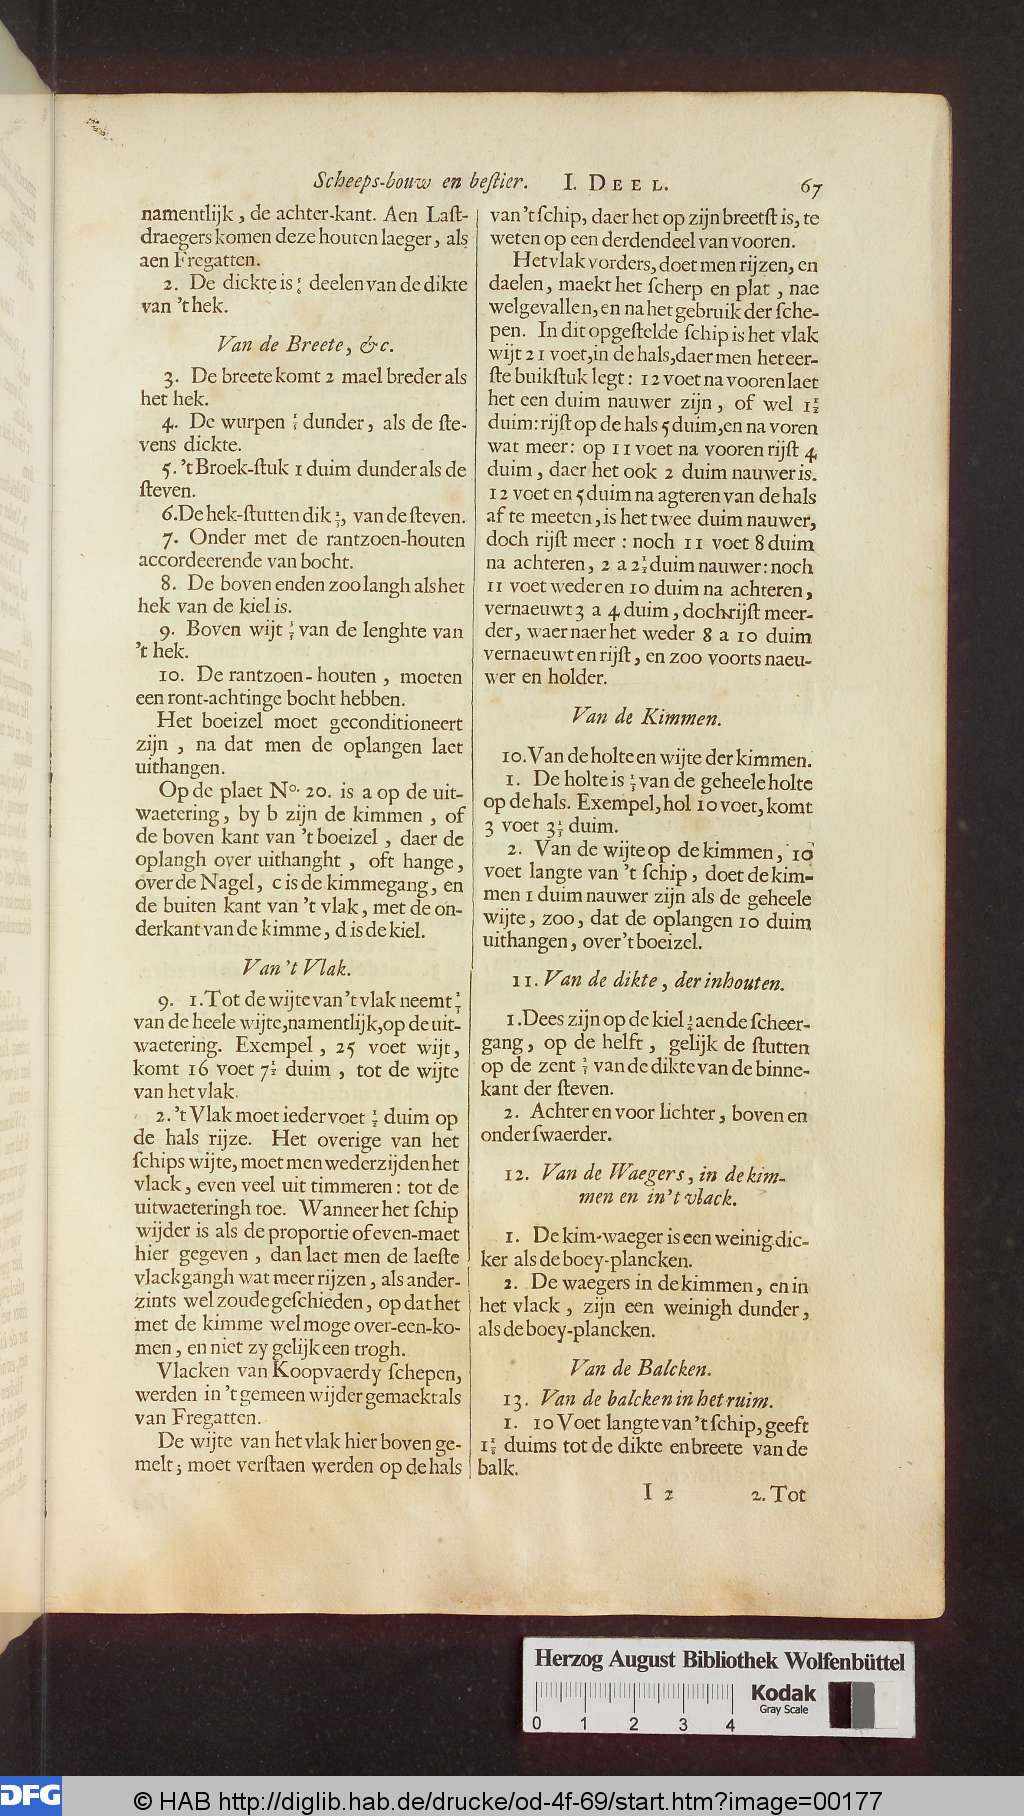 Scheeps-bouw en beſtier. I. DEEL. 67
namentlijk, de achter-kant. Aen Laſt-
draegers komen deze houten laeger, als
aen Fregatten.
2. De dickte is deelen van de dikte
van 't hek.
Van de Breete, &c.
3. De breete komt 2 mael breder als
het hek.
4. De wurpen dunder, als de ſte-
vens dickte.
5. 't Broek-ſtuk 1 duim dunder als de
ſteven.
6. De hek-ſtutten dik, van de ſteven.
7. Onder met de rantzoen-houten
accordeerende van bocht.
8. De boven enden zoo langh als het
hek van de kiel is.
9. Boven wijt van de lenghte van
't hek.
10. De rantzoen-houten, moeten
een ront-achtinge bocht hebben.
Het boeizel moet geconditioneert
zijn, na dat men de oplangen laet
uithangen.
Op de plaet No. 20. is a op de uit-
waetering, by b zijn de kimmen, of
de boven kant van 't boeizel, daer de
oplangh over uithanght, oft hange,
over de Nagel, c is de kimmegang, en
de buiten kant van 't vlak, met de on-
derkant van de kimme, d is de kiel.
Van 't Vlak.
9. 1. Tot de wijte van 't vlak neemt ⅔
van de heele wijte, namentlijk, op de uit-
waetering. Exempel, 25 voet wijt,
komt 16 voet 7½ duim, tot de wijte
van het vlak.
2. 't Vlak moet ieder voet ½ duim op
de hals rijze. Het overige van het
ſchips wijte, moet men wederzijden het
vlack, even veel uit timmeren: tot de
uitwaeteringh toe. Wanneer het ſchip
wijder is als de proportie of even-maet
hier gegeven, dan laet men de laeſte
vlackgangh wat meer rijzen, als ander-
zints wel zoude geſchieden, op dat het
met de kimme wel moge over-een-ko-
men, en niet zy gelijk een trogh.
Vlacken van Koopvaerdy ſchepen,
werden in 't gemeen wijder gemaekt als
van Fregatten.
De wijte van het vlak hier boven ge-
melt; moet verſtaen werden op de hals
van 't ſchip, daer het op zijn breetſt is, te
weten op een derdendeel van vooren.
Het vlak vorders, doet men rijzen, en
daelen, maekt het ſcherp en plat, nae
welgevallen, en na het gebruik der ſche-
pen. In dit opgeſtelde ſchip is het vlak
wijt 21 voet, in de hals, daer men het eer-
ſte buikſtuk legt: 12 voet na vooren laet
het een duim nauwer zijn, of wel 1½
duim: rijſt op de hals 5 duim, en na voren
wat meer: op 11 voet na vooren rijſt 4
duim, daer het ook 2 duim nauwer is.
12 voet en 5 duim na agteren van de hals
af te meeten, is het twee duim nauwer,
doch rijſt meer: noch 11 voet 8 duim
na achteren, 2 a 2½ duim nauwer: noch
11 voet weder en 10 duim na achteren,
vernaeuwt 3 a 4 duim, doch rijſt meer-
der, waer naer het weder 8 a 10 duim
vernaeuwt en rijſt, en zoo voorts naeu-
wer en holder.
Van de Kimmen.
10. Van de holte en wijte der kimmen.
1. De holte is ⅓ van de geheele holte
op de hals. Exempel, hol 10 voet, komt
3 voet 3⅓ duim.
2. Van de wijte op de kimmen, 10
voet langte van 't ſchip, doet de kim-
men 1 duim nauwer zijn als de geheele
wijte, zoo, dat de oplangen 10 duim
uithangen, over 't boeizel.
11. Van de dikte, der inhouten.
1. Dees zijn op de kiel aen de ſcheer-
gang, op de helft, gelijk de ſtutten
op de zent van de dikte van de binne-
kant der ſteven.
2. Achter en voor lichter, boven en
onder ſwaerder.
12. Van de Waegers, in de kim-
men en in 't vlack.
1. De kim-waeger is een weinig dic-
ker als de boey-plancken.
2. De waegers in de kimmen, en in
het vlack, zijn een weinigh dunder,
als de boey-plancken.
Van de Balcken.
13. Van de balcken in het ruim.
1. 10 Voet langte van 't ſchip, geeft
duims tot de dikte en breete van de
balk.
I 2 2. Tot
Herzog August Bibliothek Wolfenbüttel
0 1 2 3 4
Kodak
Gray Scale
DFG
© HAB http://diglib.hab.de/drucke/od-4f-69/start.htm?image=00177